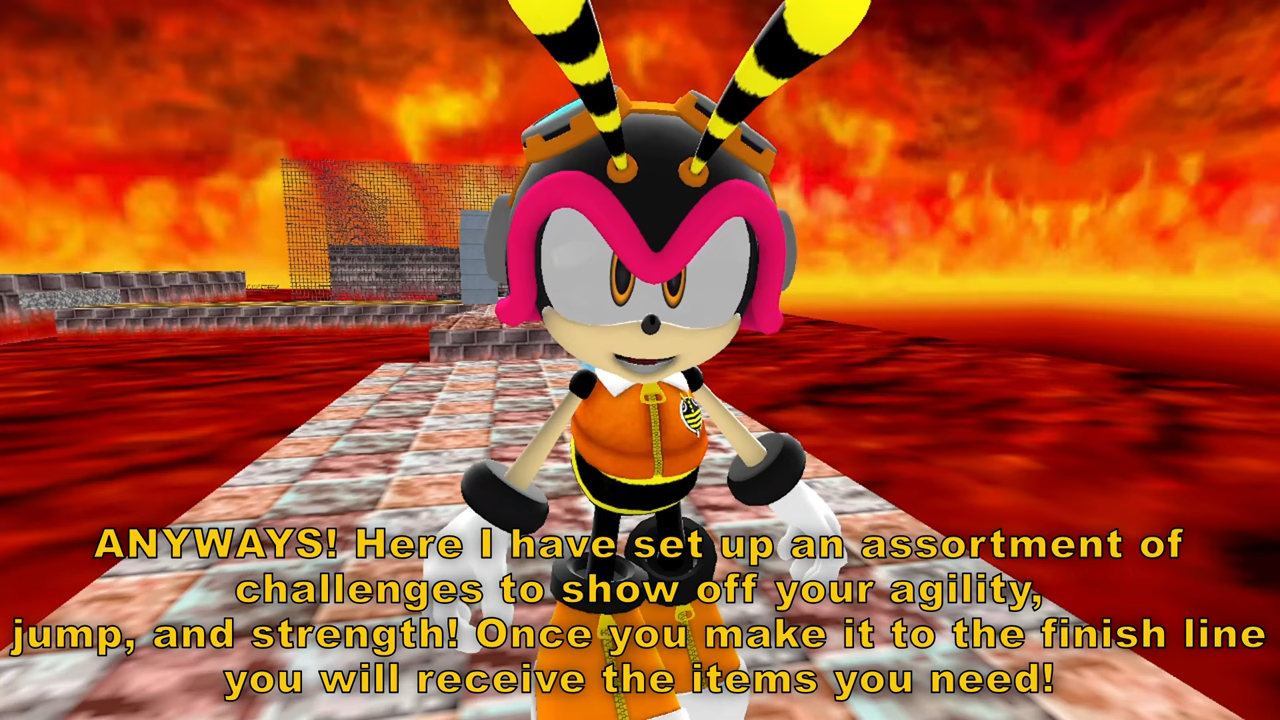 ANYWAYS! Here I have set up an assortment of
challenges to show off your agility,
jump, and strength! Once you make it to the finish line
you will receive the items you need!